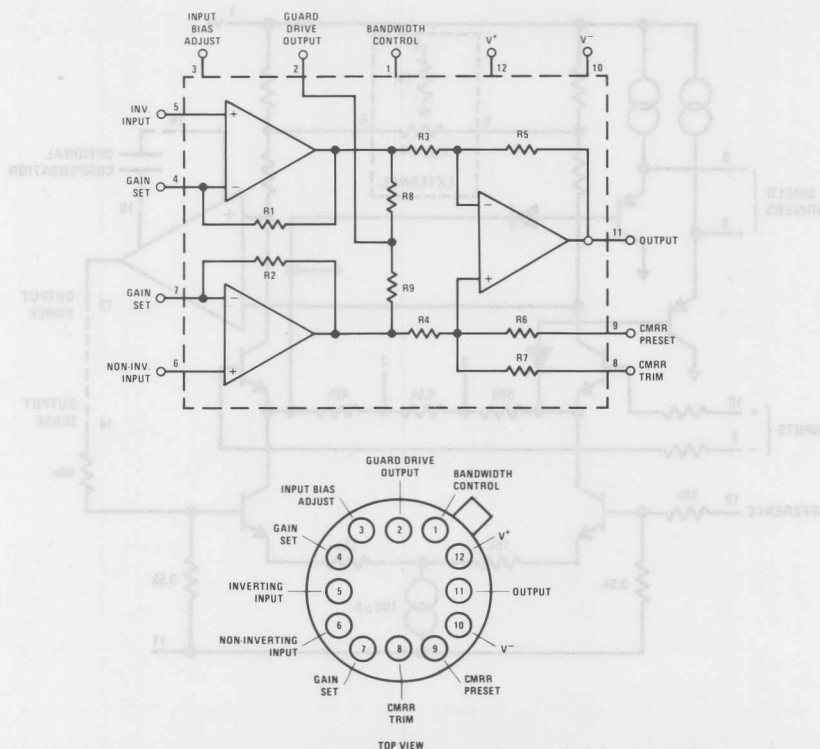 INPUT
BIAS
ADJUST
GUARD
DRIVE
OUTPUT
BANDWIDTH
CONTROL
V+
V−
3
2
1
12
10
INV.
INPUT
5
+
R3
R5
GAIN
SET
4
−
R1
R8
−
11
OUTPUT
R2
+
R9
GAIN
SET
7
−
R4
R6
9
CMRR
PRESET
NON-INV.
INPUT
6
+
R7
8
CMRR
TRIM
GUARD DRIVE
OUTPUT
BANDWIDTH
CONTROL
INPUT BIAS
ADJUST
3
2
1
GAIN
SET
4
12
V+
INVERTING
INPUT
5
11
OUTPUT
NON-INVERTING
INPUT
6
10
V−
7
8
9
GAIN
SET
CMRR
TRIM
CMRR
PRESET
TOP VIEW